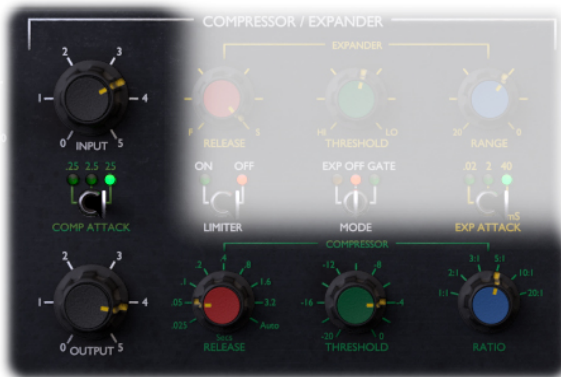 COMPRESSOR / EXPANDER
EXPANDER
2 3
1 4
0 5
INPUT
F S
RELEASE
HI LO
THRESHOLD
20 0
RANGE
.25 2.5 25
COMP ATTACK
ON OFF
LIMITER
EXP OFF GATE
MODE
.02 2 40
mS
EXP ATTACK
COMPRESSOR
2 3
1 4
0 5
OUTPUT
.4
.2 .8
.1 1.6
.05 3.2
.025 Auto
Secs
RELEASE
-12 -8
-16 -4
-20 0
THRESHOLD
3:1 5:1
2:1 10:1
1:1 20:1
RATIO